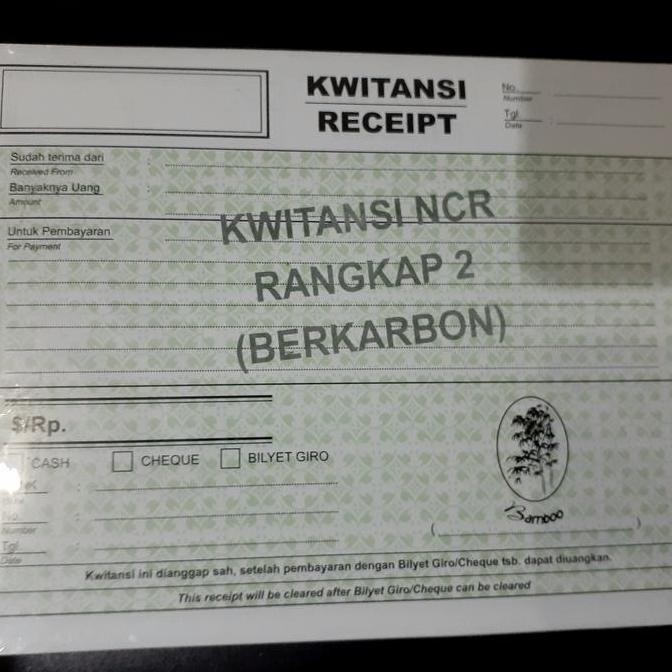 KWITANSI
RECEIPT
No.
Number
Tgl.
Date
Sudah terima dari
Received From
Banyaknya Uang
Amount
Untuk Pembayaran
For Payment
KWITANSI NCR
RANGKAP 2
(BERKARBON)
$/Rp.
CASH CHEQUE BILYET GIRO
No.
Number
Tgl.
Date
Bamboo
( )
Kwitansi ini dianggap sah, setelah pembayaran dengan Bilyet Giro/Cheque tsb. dapat diuangkan.
This receipt will be cleared after Bilyet Giro/Cheque can be cleared